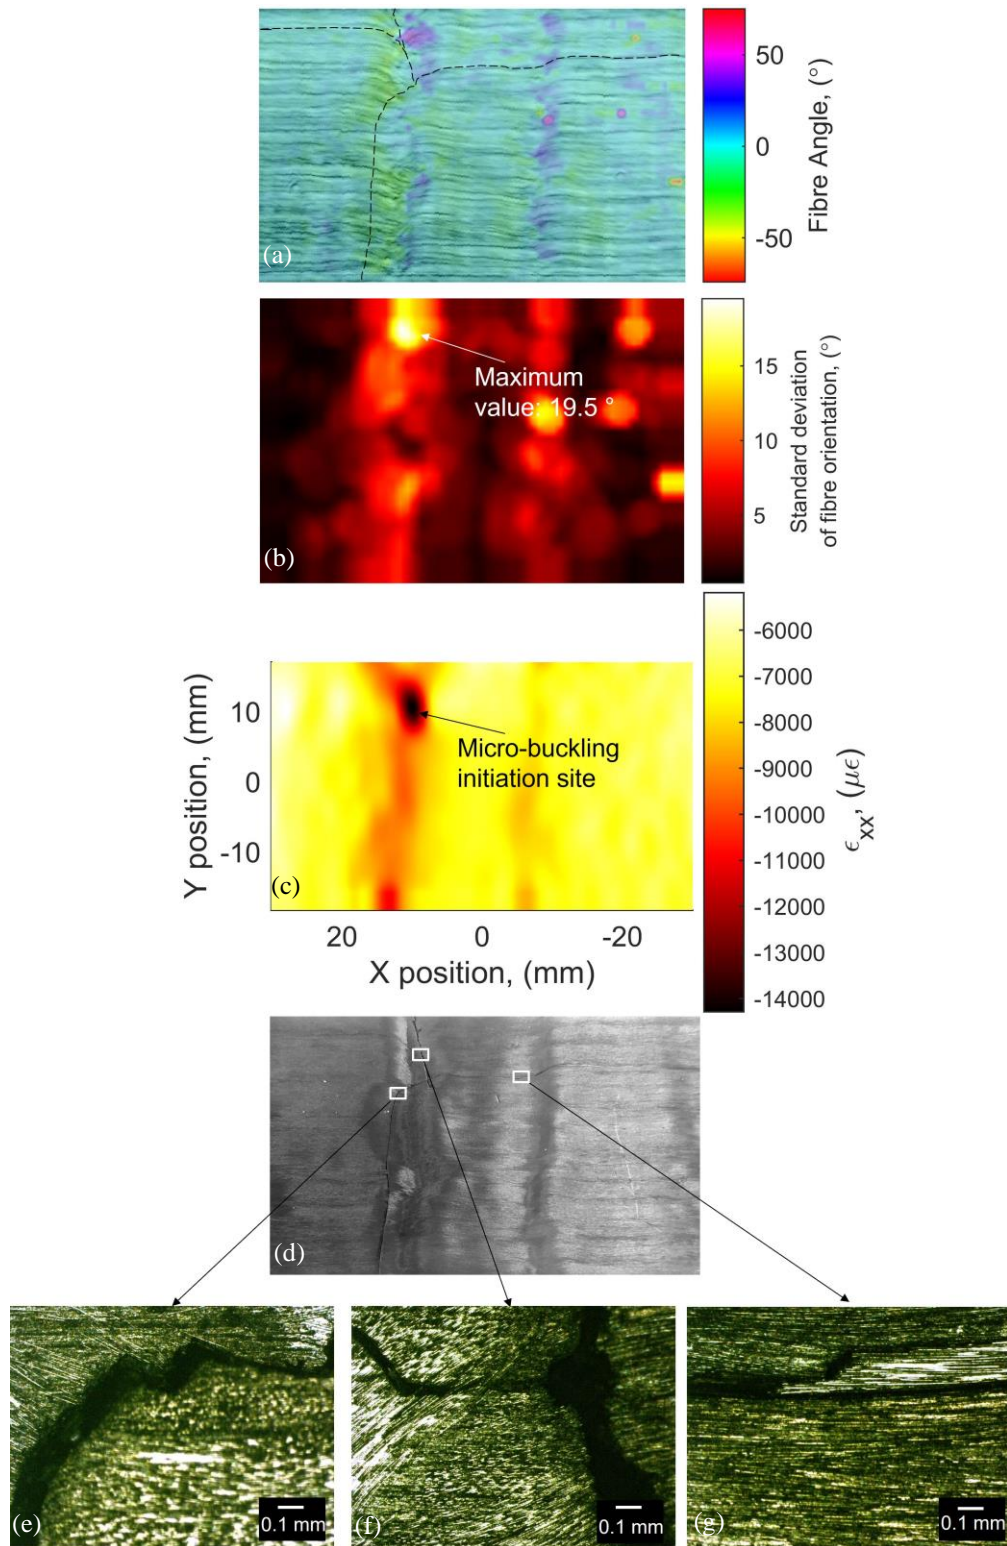 (a)
50
0
-50
Fibre Angle, (°)
(b)
Maximum
value: 19.5 °
15
10
5
Standard deviation
of fibre orientation, (°)
(c)
Micro-buckling
initiation site
10
0
-10
Y position, (mm)
20 0 -20
X position, (mm)
-6000
-7000
-8000
-9000
-10000
-11000
-12000
-13000
-14000
ϵxx, (μϵ)
(d)
(e)
0.1 mm
(f)
0.1 mm
(g)
0.1 mm